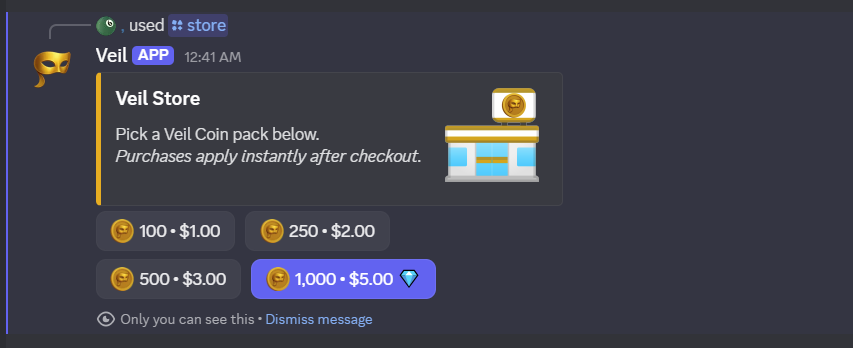 , used store
Veil APP 12:41 AM
Veil Store
Pick a Veil Coin pack below.
Purchases apply instantly after checkout.
100 • $1.00
250 • $2.00
500 • $3.00
1,000 • $5.00
Only you can see this • Dismiss message